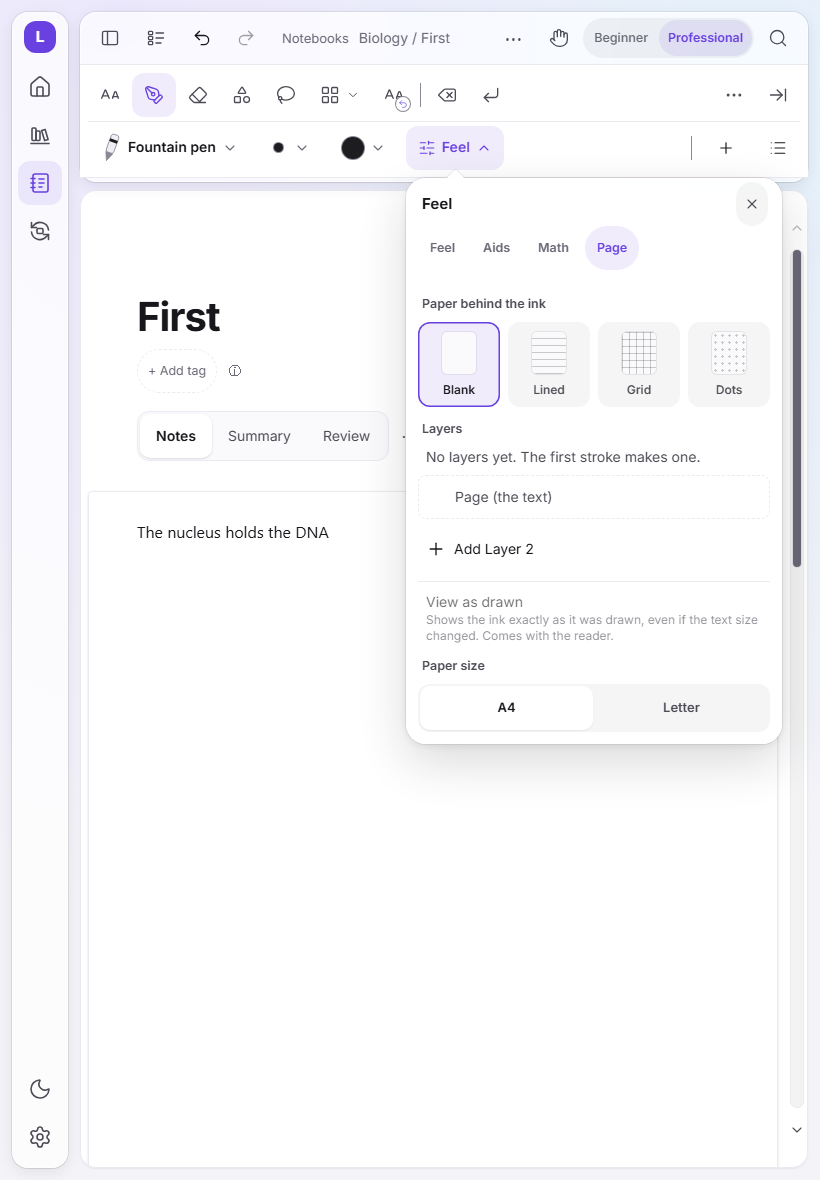 L
Notebooks Biology / First
Beginner Professional
AA AA
Fountain pen Feel
Feel
Feel Aids Math Page
Paper behind the ink
Blank Lined Grid Dots
Layers
No layers yet. The first stroke makes one.
Page (the text)
+ Add Layer 2
View as drawn
Shows the ink exactly as it was drawn, even if the text size
changed. Comes with the reader.
Paper size
A4 Letter
First
+ Add tag
Notes Summary Review
The nucleus holds the DNA